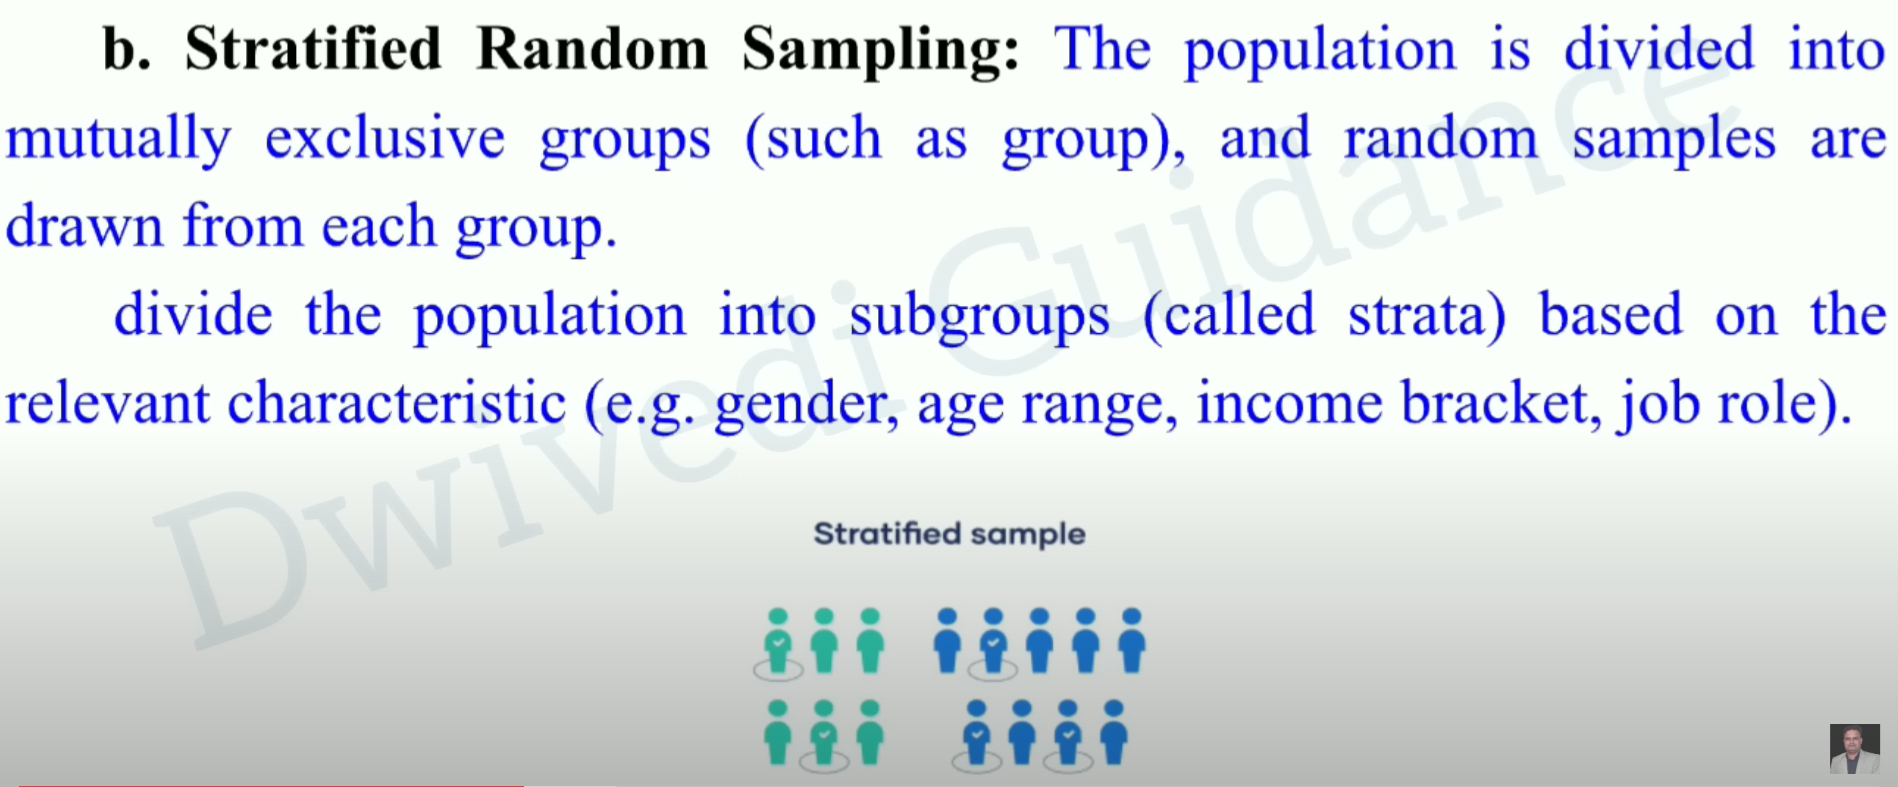 b. Stratified Random Sampling: The population is divided into
mutually exclusive groups (such as group), and random samples are
drawn from each group.
divide the population into subgroups (called strata) based on the
relevant characteristic (e.g. gender, age range, income bracket, job role).
Dwivedi Guidance
Stratified sample